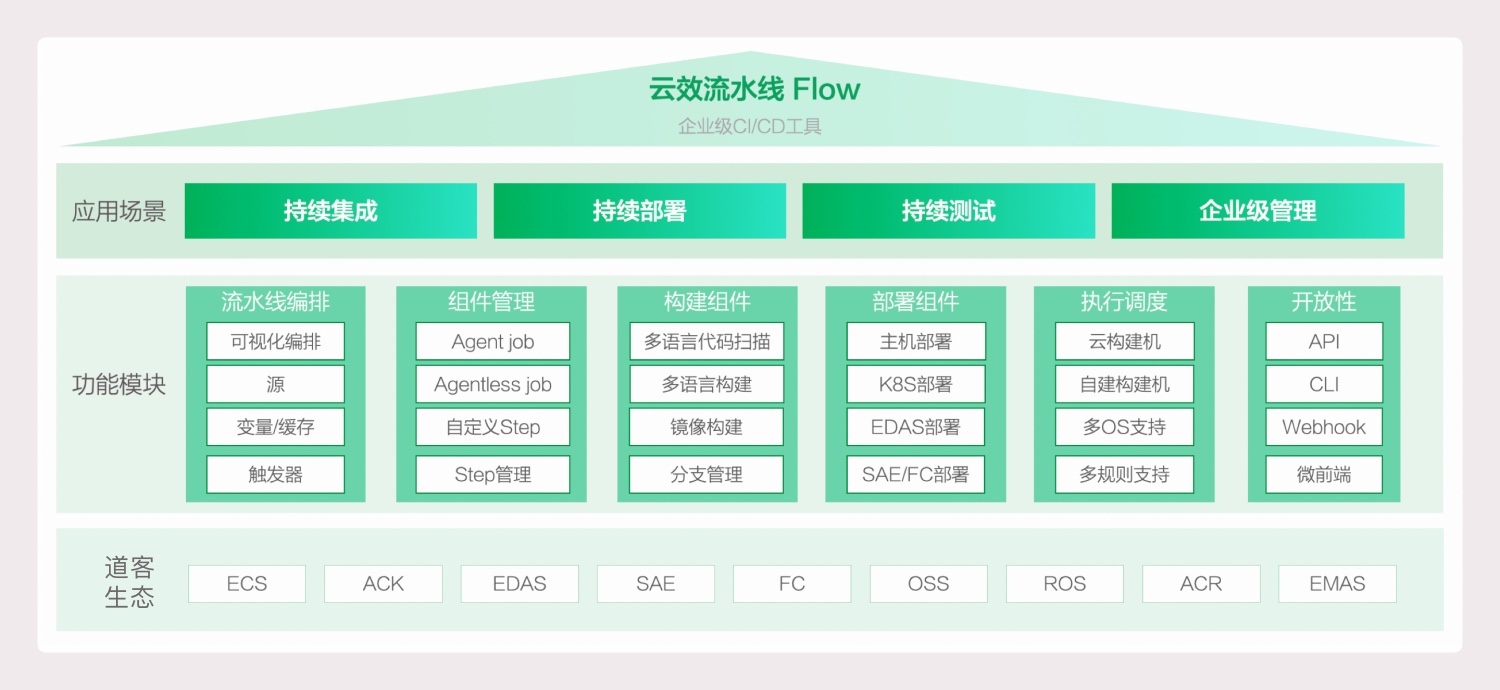 云效流水线 Flow
企业级CI/CD工具
应用场景
持续集成
持续部署
持续测试
企业级管理
功能模块
流水线编排
可视化编排
源
变量/缓存
触发器
组件管理
Agent job
Agentless job
自定义Step
Step管理
构建组件
多语言代码扫描
多语言构建
镜像构建
分支管理
部署组件
主机部署
K8S部署
EDAS部署
SAE/FC部署
执行调度
云构建机
自建构建机
多OS支持
多规则支持
开放性
API
CLI
Webhook
微前端
道客
生态
ECS
ACK
EDAS
SAE
FC
OSS
ROS
ACR
EMAS